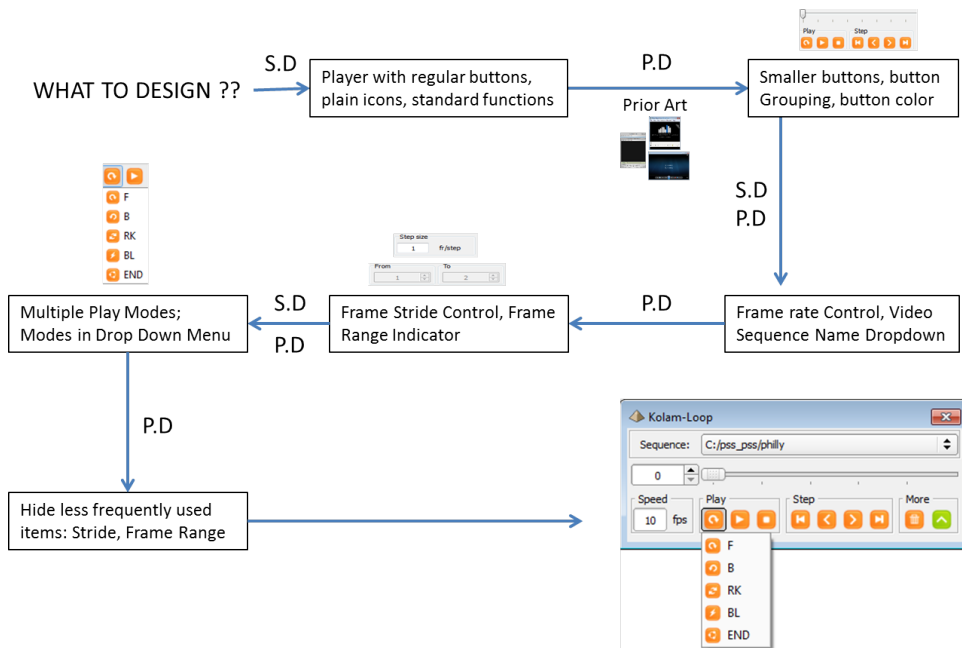 WHAT TO DESIGN ??
S.D
Player with regular buttons,
plain icons, standard functions
P.D
Prior Art
Play Step
Smaller buttons, button
Grouping, button color
S.D
P.D
Frame rate Control, Video
Sequence Name Dropdown
P.D
Step size
1 fr/step
From To
1 2
Frame Stride Control, Frame
Range Indicator
S.D
P.D
F
B
RK
BL
END
Multiple Play Modes;
Modes in Drop Down Menu
P.D
Hide less frequently used
items: Stride, Frame Range
Kolam-Loop
Sequence: C:/pss_pss/philly
0
Speed Play Step More
10 fps
F
B
RK
BL
END